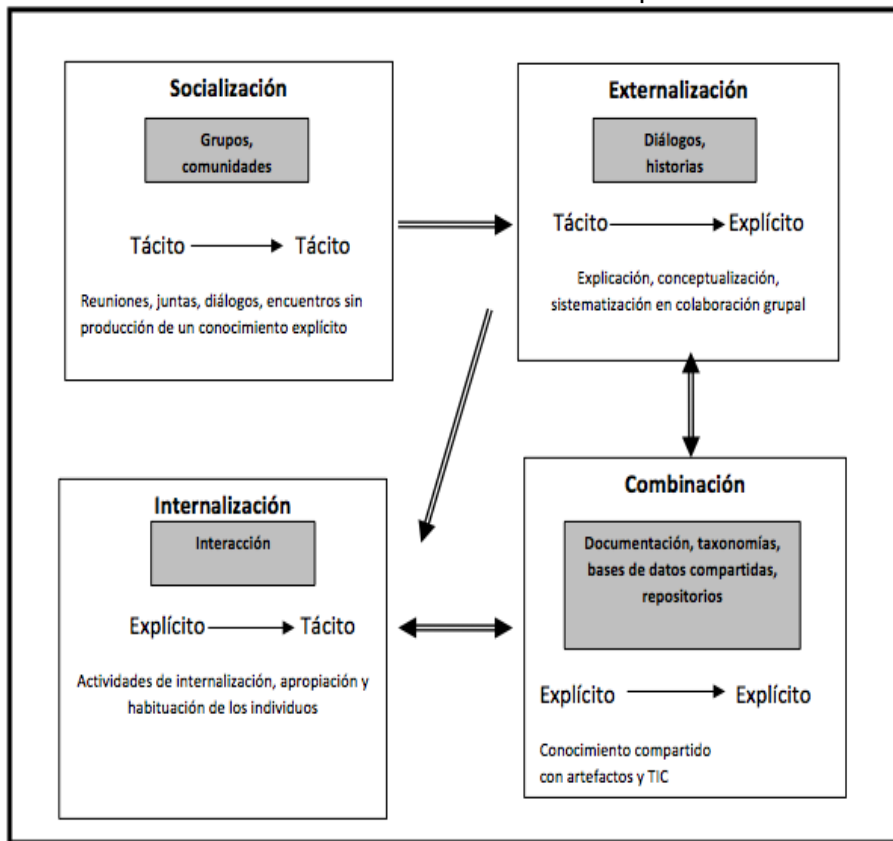 Socialización
Grupos,
comunidades
Tácito Tácito
Reuniones, juntas, diálogos, encuentros sin
producción de un conocimiento explícito
Externalización
Diálogos,
historias
Tácito Explícito
Explicación, conceptualización,
sistematización en colaboración grupal
Internalización
Interacción
Explícito Tácito
Actividades de internalización, apropiación y
habituación de los individuos
Combinación
Documentación, taxonomías,
bases de datos compartidas,
repositorios
Explícito Explícito
Conocimiento compartido
con artefactos y TIC